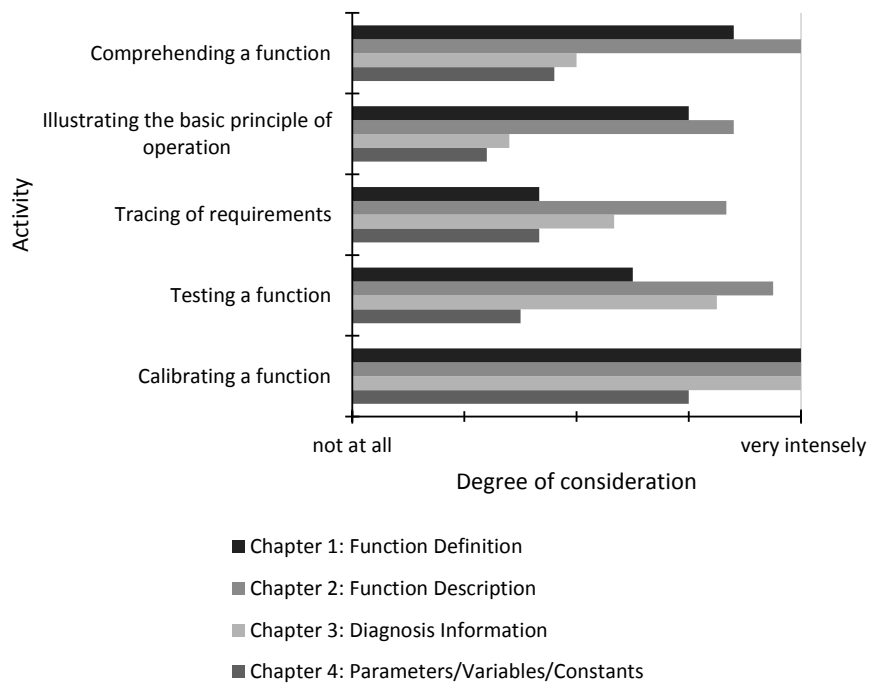 Comprehending a function
Illustrating the basic principle of
operation
Tracing of requirements
Testing a function
Calibrating a function
Activity
not at all
very intensely
Degree of consideration
Chapter 1: Function Definition
Chapter 2: Function Description
Chapter 3: Diagnosis Information
Chapter 4: Parameters/Variables/Constants